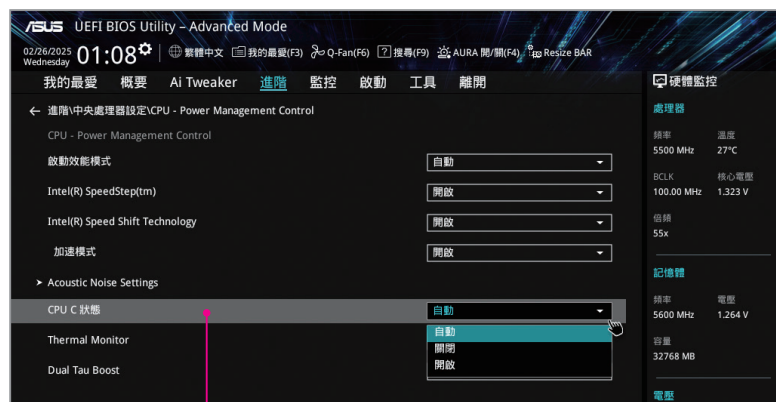 ASUS UEFI BIOS Utility – Advanced Mode
02/26/2025 Wednesday 01:08 繁體中文 我的最愛(F3) Q-Fan(F6) ? 搜尋(F9) AURA 開/關(F4) Resize BAR
我的最愛 概要 Ai Tweaker 進階 監控 啟動 工具 離開
← 進階\中央處理器設定\CPU - Power Management Control
CPU - Power Management Control
啟動效能模式 自動
Intel(R) SpeedStep(tm) 開啟
Intel(R) Speed Shift Technology 開啟
加速模式 開啟
> Acoustic Noise Settings
CPU C 狀態 自動
自動
Thermal Monitor 關閉
開啟
Dual Tau Boost
硬體監控
處理器
頻率 溫度
5500 MHz 27°C
BCLK 核心電壓
100.00 MHz 1.323 V
倍頻
55x
記憶體
頻率 電壓
5600 MHz 1.264 V
容量
32768 MB
電壓